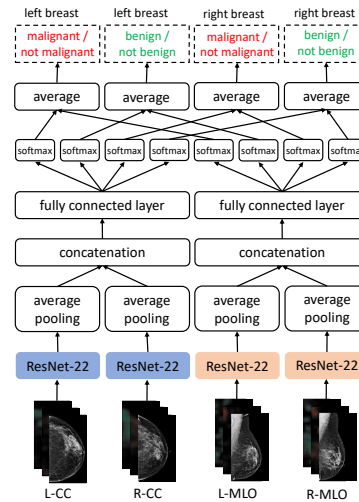 left breast left breast right breast right breast
malignant / benign / malignant / benign /
not malignant not benign not malignant not benign
average average average average
softmax softmax softmax softmax softmax softmax softmax softmax
fully connected layer fully connected layer
concatenation concatenation
average average average average
pooling pooling pooling pooling
ResNet-22 ResNet-22 ResNet-22 ResNet-22
L-CC R-CC L-MLO R-MLO